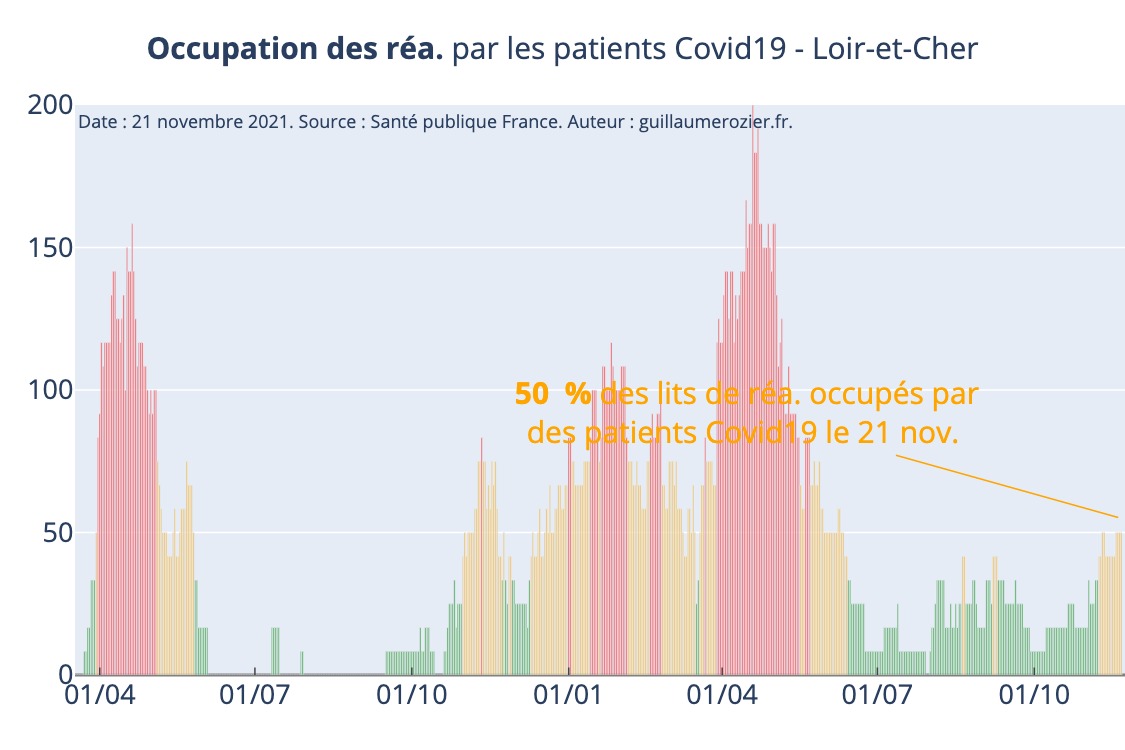 Occupation des réa. par les patients Covid19 - Loir-et-Cher
200
Date : 21 novembre 2021. Source : Santé publique France. Auteur : guillaumerozier.fr.
150
100
50 % des lits de réa. occupés par
des patients Covid19 le 21 nov.
50
0
01/04 01/07 01/10 01/01 01/04 01/07 01/10